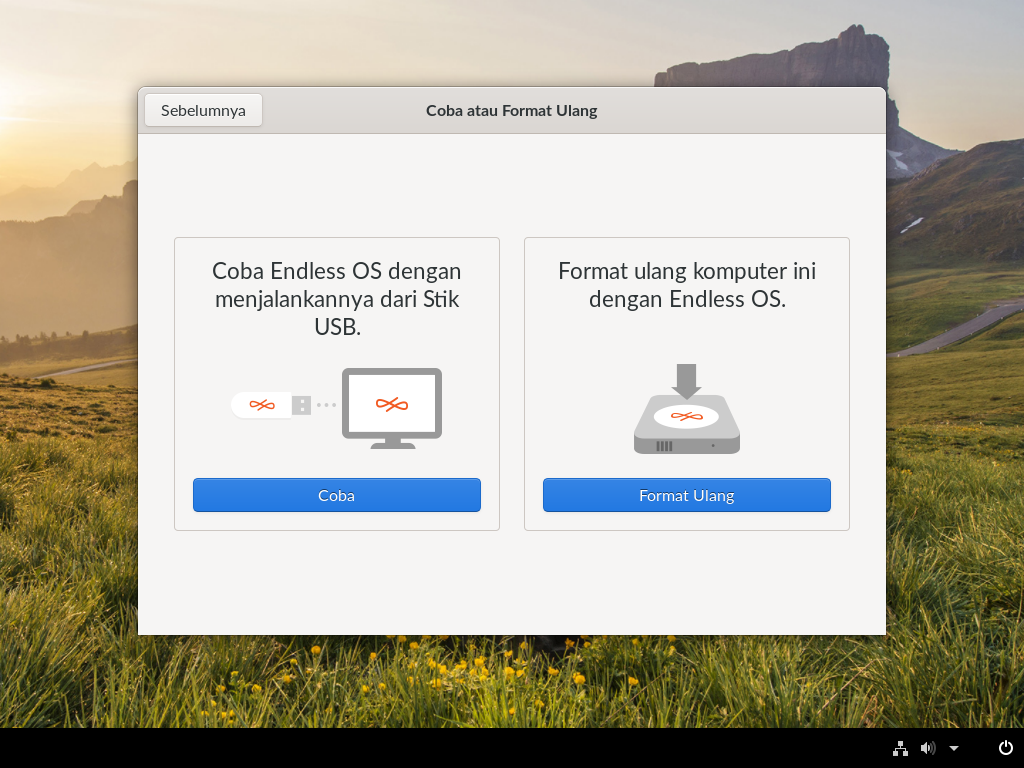 Sebelumnya
Coba atau Format Ulang
Coba Endless OS dengan
menjalankannya dari Stik
USB.
Coba
Format ulang komputer ini
dengan Endless OS.
Format Ulang